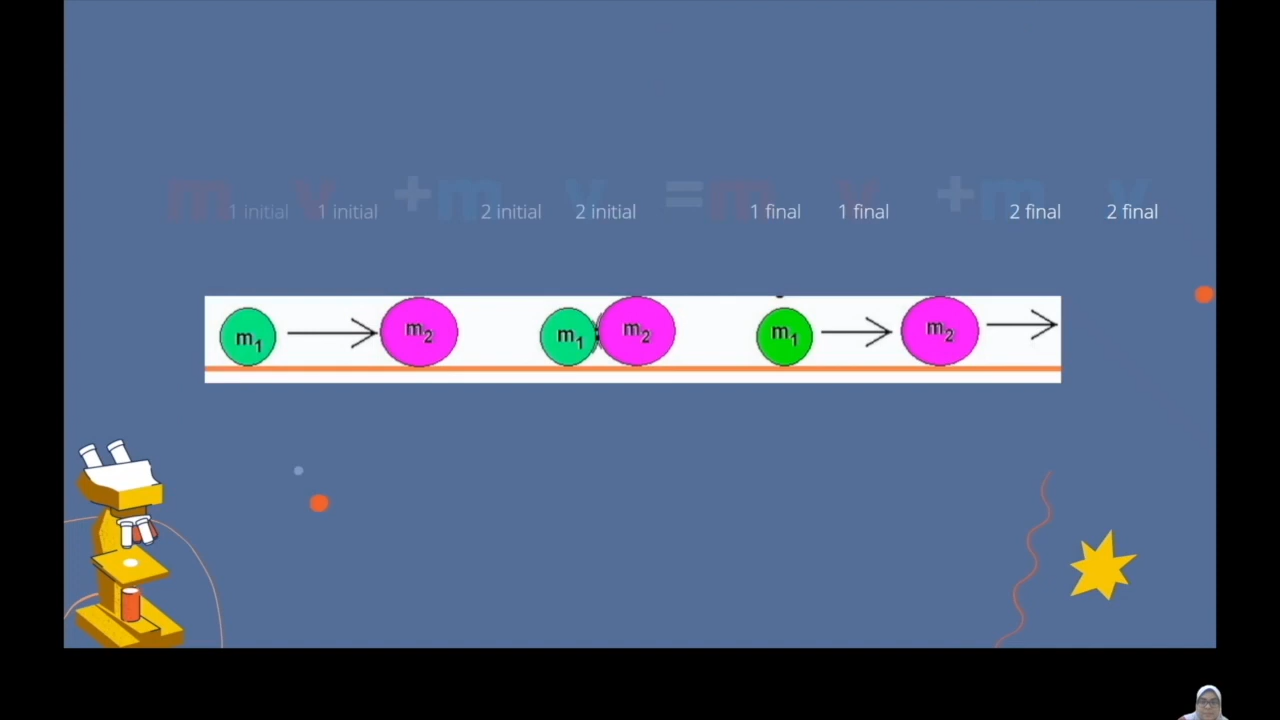 m 1 initial v 1 initial + m 2 initial v 2 initial = m 1 final v 1 final + m 2 final v 2 final
m1 m2 m1 m2 m1 m2